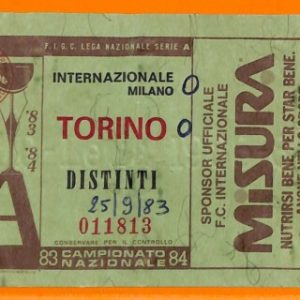 F.I.G.C. LEGA NAZIONALE SERIE A
INTERNAZIONALE 0
MILANO
TORINO 0
DISTINTI
25/9/83
011813
CONSERVARE PER IL CONTROLLO
83 CAMPIONATO 84
NAZIONALE
'83
'84
A
SPONSOR UFFICIALE
F.C. INTERNAZIONALE
MiSURA
NUTRIRSI BENE PER STAR BENE.